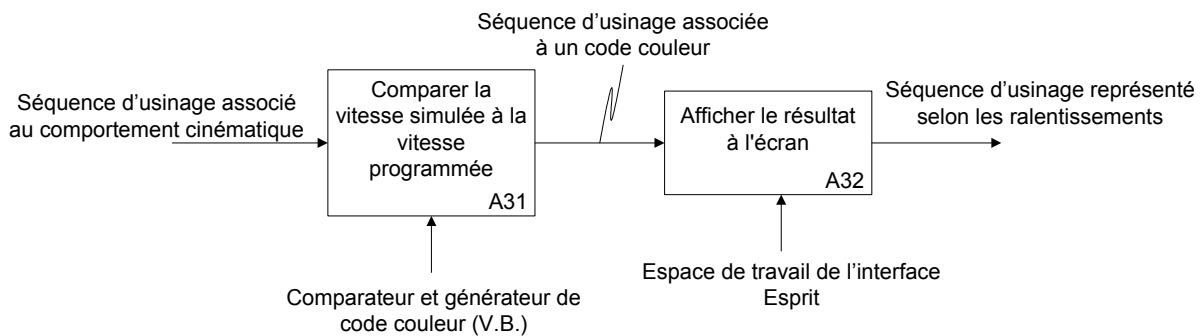 Séquence d’usinage associé
au comportement cinématique
Comparer la
vitesse simulée à la
vitesse
programmée
A31
Comparateur et générateur de
code couleur (V.B.)
Séquence d’usinage associée
à un code couleur
Afficher le résultat
à l'écran
A32
Espace de travail de l’interface
Esprit
Séquence d’usinage représenté
selon les ralentissements